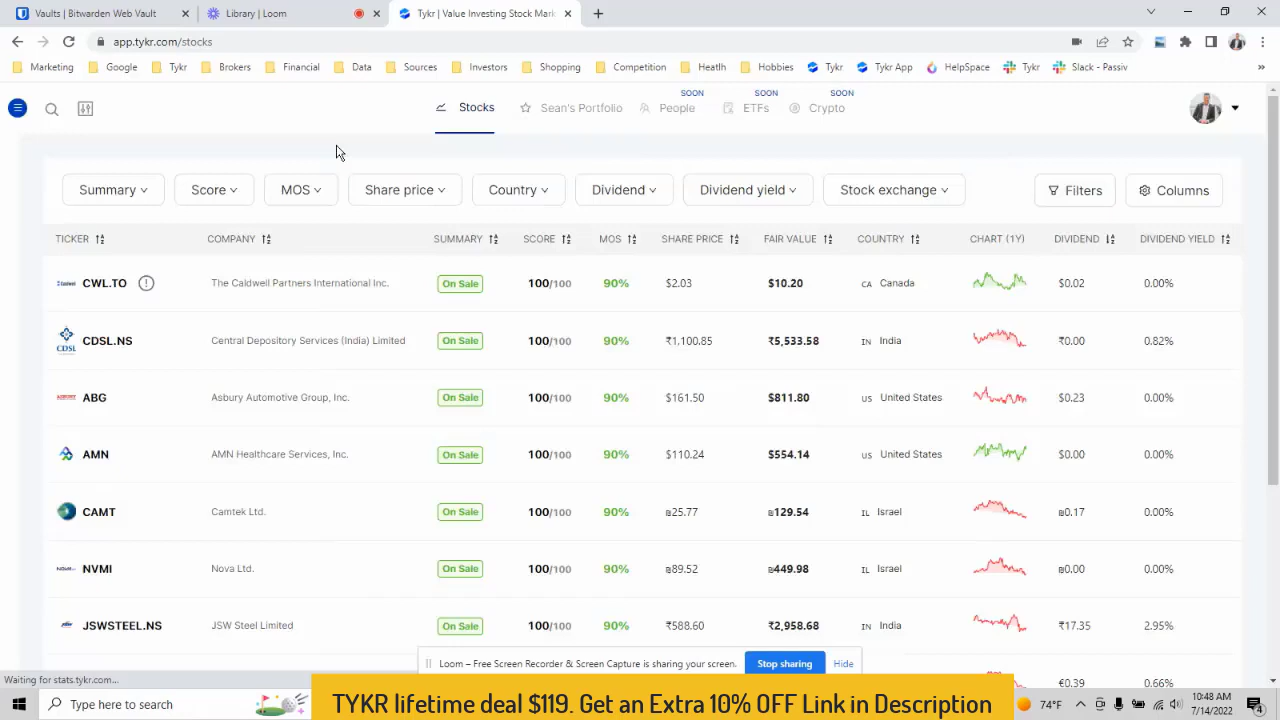 Vaults | Bitwarden Web Vault
Library | Loom
Tykr | Value Investing Stock Mark
app.tykr.com/stocks
Marketing
Google
Tykr
Brokers
Financial
Data
Sources
Investors
Shopping
Competition
Heatlh
Hobbies
Tykr
Tykr App
HelpSpace
Tykr
Slack - Passiv
»
SOON SOON SOON
Stocks Sean's Portfolio People ETFs Crypto
Summary Score MOS Share price Country Dividend Dividend yield Stock exchange Filters Columns
TICKER COMPANY SUMMARY SCORE MOS SHARE PRICE FAIR VALUE COUNTRY CHART (1Y) DIVIDEND DIVIDEND YIELD
CWL.TO The Caldwell Partners International Inc. On Sale 100/100 90% $2.03 $10.20 CA Canada $0.02 0.00%
CDSL CDSL.NS Central Depository Services (India) Limited On Sale 100/100 90% ₹1,100.85 ₹5,533.58 IN India ₹0.00 0.82%
ABG Asbury Automotive Group, Inc. On Sale 100/100 90% $161.50 $811.80 US United States $0.23 0.00%
AMN AMN Healthcare Services, Inc. On Sale 100/100 90% $110.24 $554.14 US United States $0.00 0.00%
CAMT Camtek Ltd. On Sale 100/100 90% ₪25.77 ₪129.54 IL Israel ₪0.17 0.00%
NVMI Nova Ltd. On Sale 100/100 90% ₪89.52 ₪449.98 IL Israel ₪0.00 0.00%
JSWSTEEL.NS JSW Steel Limited On Sale 100/100 90% ₹588.60 ₹2,958.68 IN India ₹17.35 2.95%
Loom – Free Screen Recorder & Screen Capture is sharing your screen. Stop sharing Hide
€0.39 0.66%
Waiting for stats.tykr.com...
Type here to search
TYKR lifetime deal $119. Get an Extra 10% OFF Link in Description
74°F
10:48 AM
7/14/2022
4